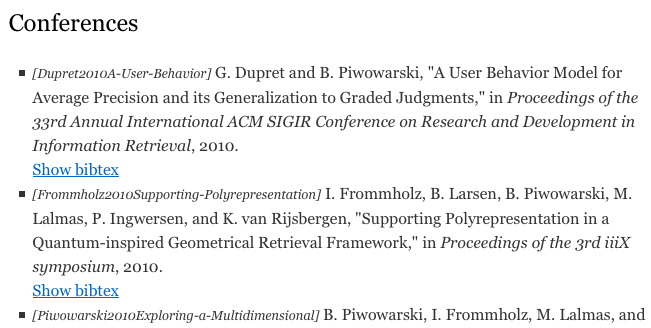 Conferences
[Dupret2010A-User-Behavior] G. Dupret and B. Piwowarski, "A User Behavior Model for
Average Precision and its Generalization to Graded Judgments," in Proceedings of the
33rd Annual International ACM SIGIR Conference on Research and Development in
Information Retrieval, 2010.
Show bibtex
[Frommholz2010Supporting-Polyrepresentation] I. Frommholz, B. Larsen, B. Piwowarski, M.
Lalmas, P. Ingwersen, and K. van Rijsbergen, "Supporting Polyrepresentation in a
Quantum-inspired Geometrical Retrieval Framework," in Proceedings of the 3rd iiiX
symposium, 2010.
Show bibtex
[Piwowarski2010Exploring-a-Multidimensional] B. Piwowarski, I. Frommholz, M. Lalmas, and